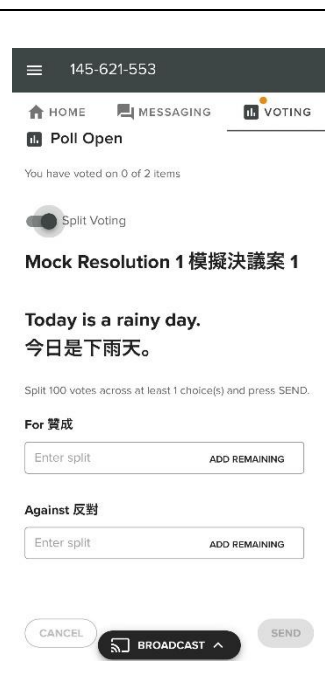 145-621-553
HOME MESSAGING VOTING
Poll Open
You have voted on 0 of 2 items
Split Voting
Mock Resolution 1 模擬決議案 1
Today is a rainy day.
今日是下雨天。
Split 100 votes across at least 1 choice(s) and press SEND.
For 贊成
Enter split ADD REMAINING
Against 反對
Enter split ADD REMAINING
CANCEL BROADCAST SEND